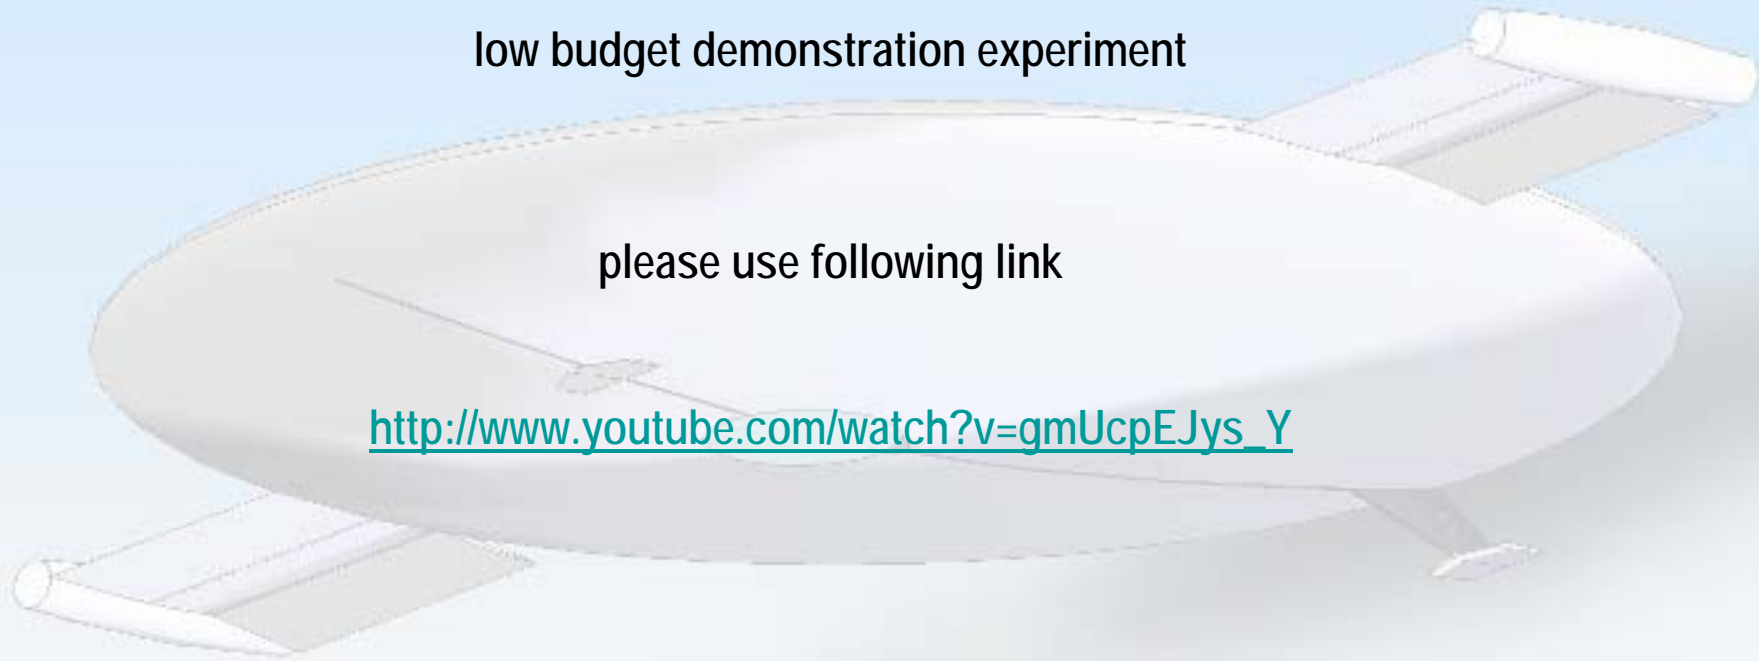 low budget demonstration experiment
please use following link
http://www.youtube.com/watch?v=gmUcpEJys_Y